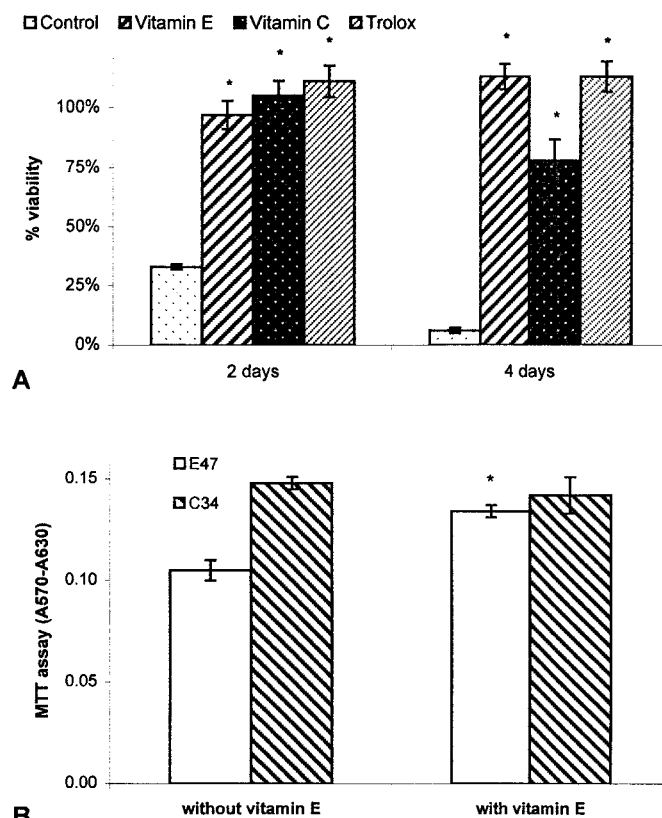 Control Vitamin E Vitamin C Trolox
* * * * * *
100%
75%
50%
25%
0%
% viability
2 days 4 days
A
E47
C34
*
0.15
0.10
0.05
0.00
MTT assay (A570-A630)
without vitamin E with vitamin E
B